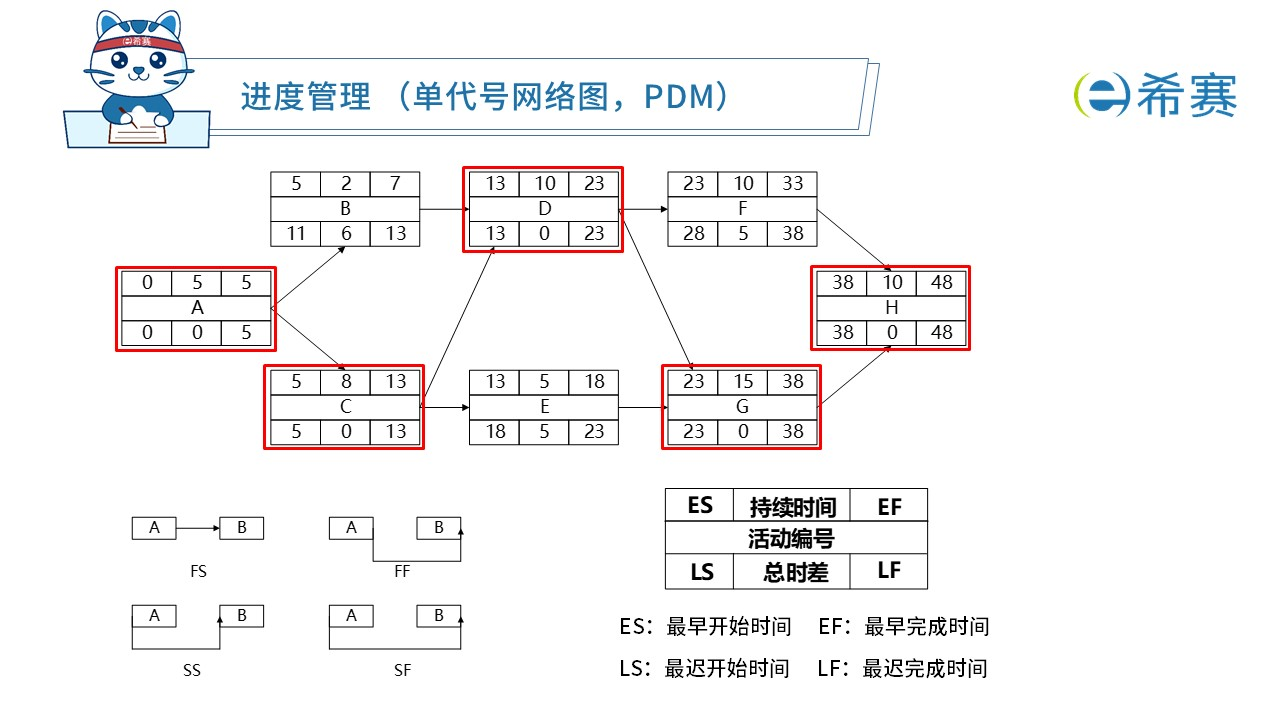 希赛
进度管理（单代号网络图，PDM）
希赛
5 2 7
B
11 6 13
13 10 23
D
13 0 23
23 10 33
F
28 5 38
0 5 5
A
0 0 5
38 10 48
H
38 0 48
5 8 13
C
5 0 13
13 5 18
E
18 5 23
23 15 38
G
23 0 38
A B
FS
A B
FF
A B
SS
A B
SF
ES 持续时间 EF
活动编号
LS 总时差 LF
ES：最早开始时间 EF：最早完成时间
LS：最迟开始时间 LF：最迟完成时间